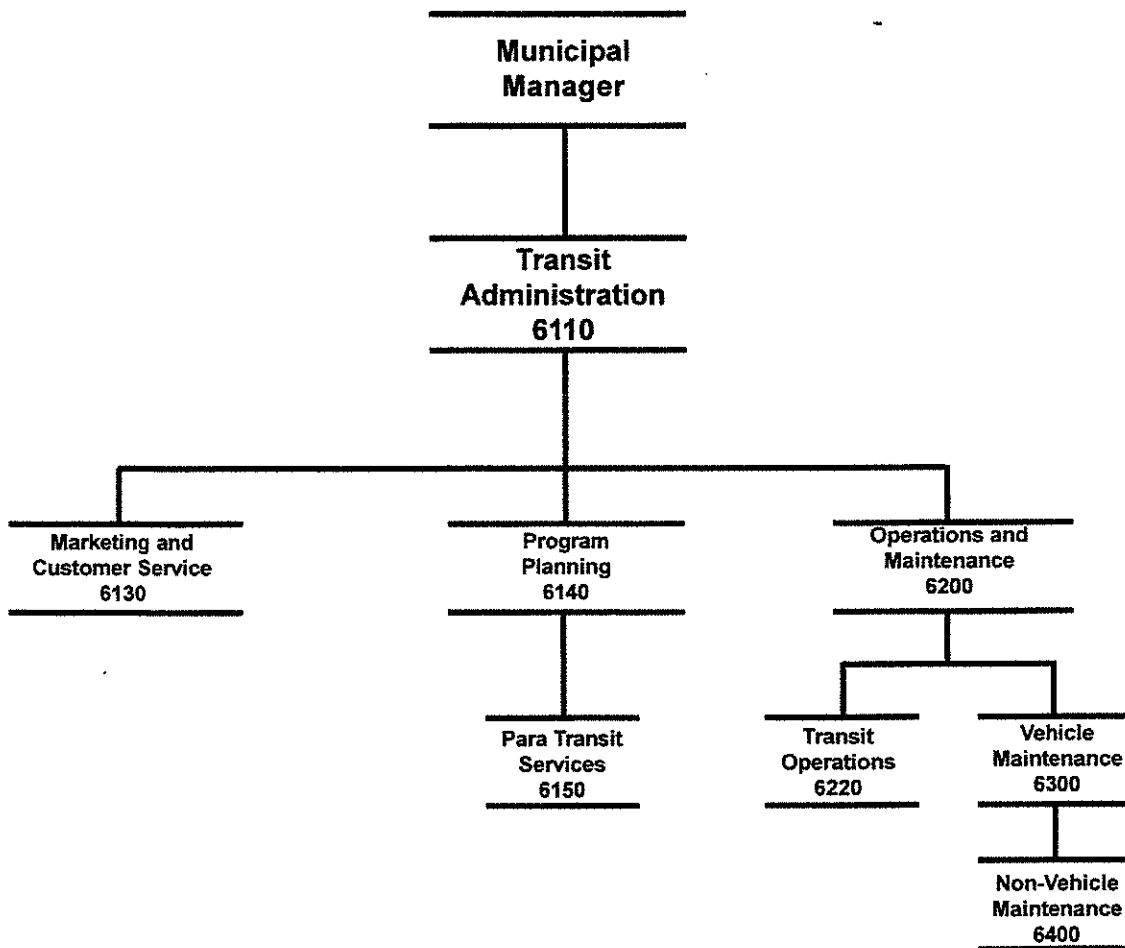 Municipal
Manager
Transit
Administration
6110
Marketing and
Customer Service
6130
Program
Planning
6140
Operations and
Maintenance
6200
Para Transit
Services
6150
Transit
Operations
6220
Vehicle
Maintenance
6300
Non-Vehicle
Maintenance
6400